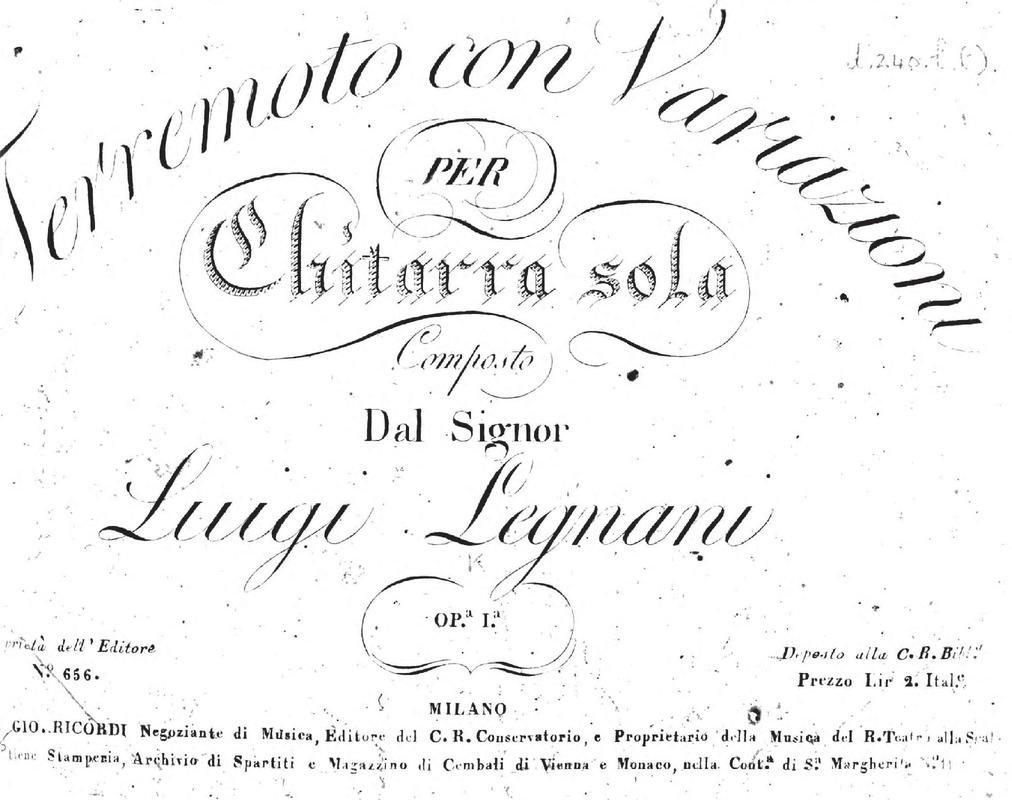 Terremoto con Variazioni
PER
Chitarra sola
Composto
Dal Signor
Luigi Legnani
OP.ª I.ª
dell' Editore
N.º 656.
Deposto alla C. R. Bibl.ª
Prezzo Lir 2. Ital.ᵉ
MILANO
GIO. RICORDI Negoziante di Musica, Editore del C. R. Conservatorio, e Proprietario della Musica del R. Teatro alla
Stamperia, Archivio di Spartiti e Magazzino di Cembali di Vienna e Monaco, nella Cont.ª di S.ª Margherita